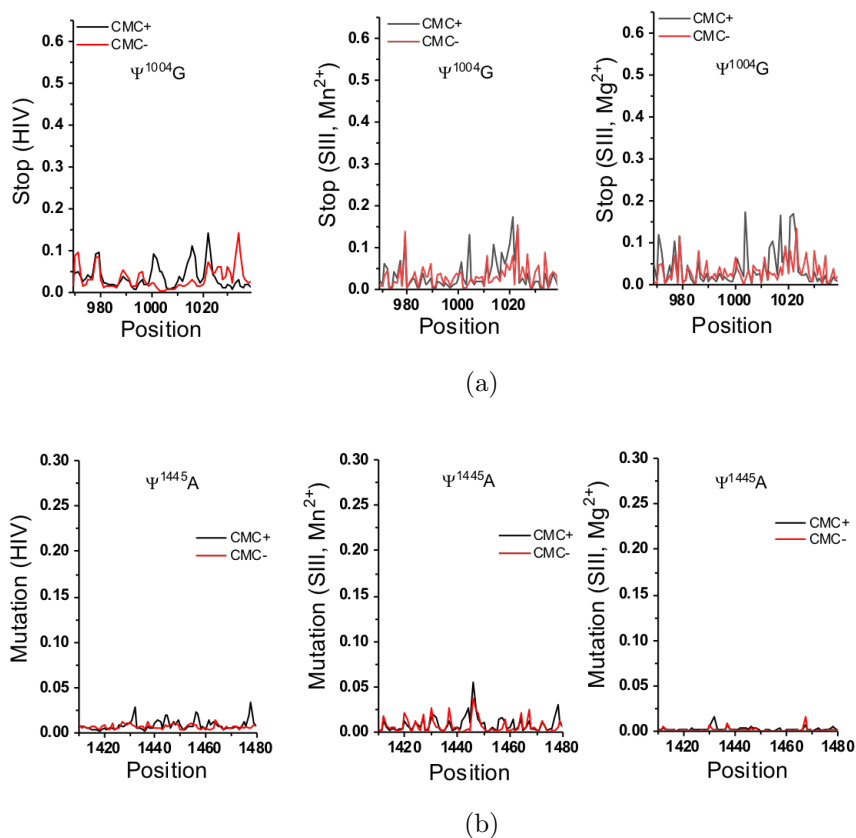 CMC+
CMC-
Ψ1004G
Stop (HIV)
0.6
0.5
0.4
0.3
0.2
0.1
0.0
980
1000
1020
Position
CMC+
CMC-
Ψ1004G
Stop (SIII, Mn2+)
0.6
0.5
0.4
0.3
0.2
0.1
0.0
980
1000
1020
Position
CMC+
CMC-
Ψ1004G
Stop (SIII, Mg2+)
0.6
0.5
0.4
0.3
0.2
0.1
0.0
980
1000
1020
Position
(a)
Ψ1445A
CMC+
CMC-
Mutation (HIV)
0.30
0.25
0.20
0.15
0.10
0.05
0.00
1420
1440
1460
1480
Position
Ψ1445A
CMC+
CMC-
Mutation (SIII, Mn2+)
0.30
0.25
0.20
0.15
0.10
0.05
0.00
1420
1440
1460
1480
Position
Ψ1445A
CMC+
CMC-
Mutation (SIII, Mg2+)
0.30
0.25
0.20
0.15
0.10
0.05
0.00
1420
1440
1460
1480
Position
(b)